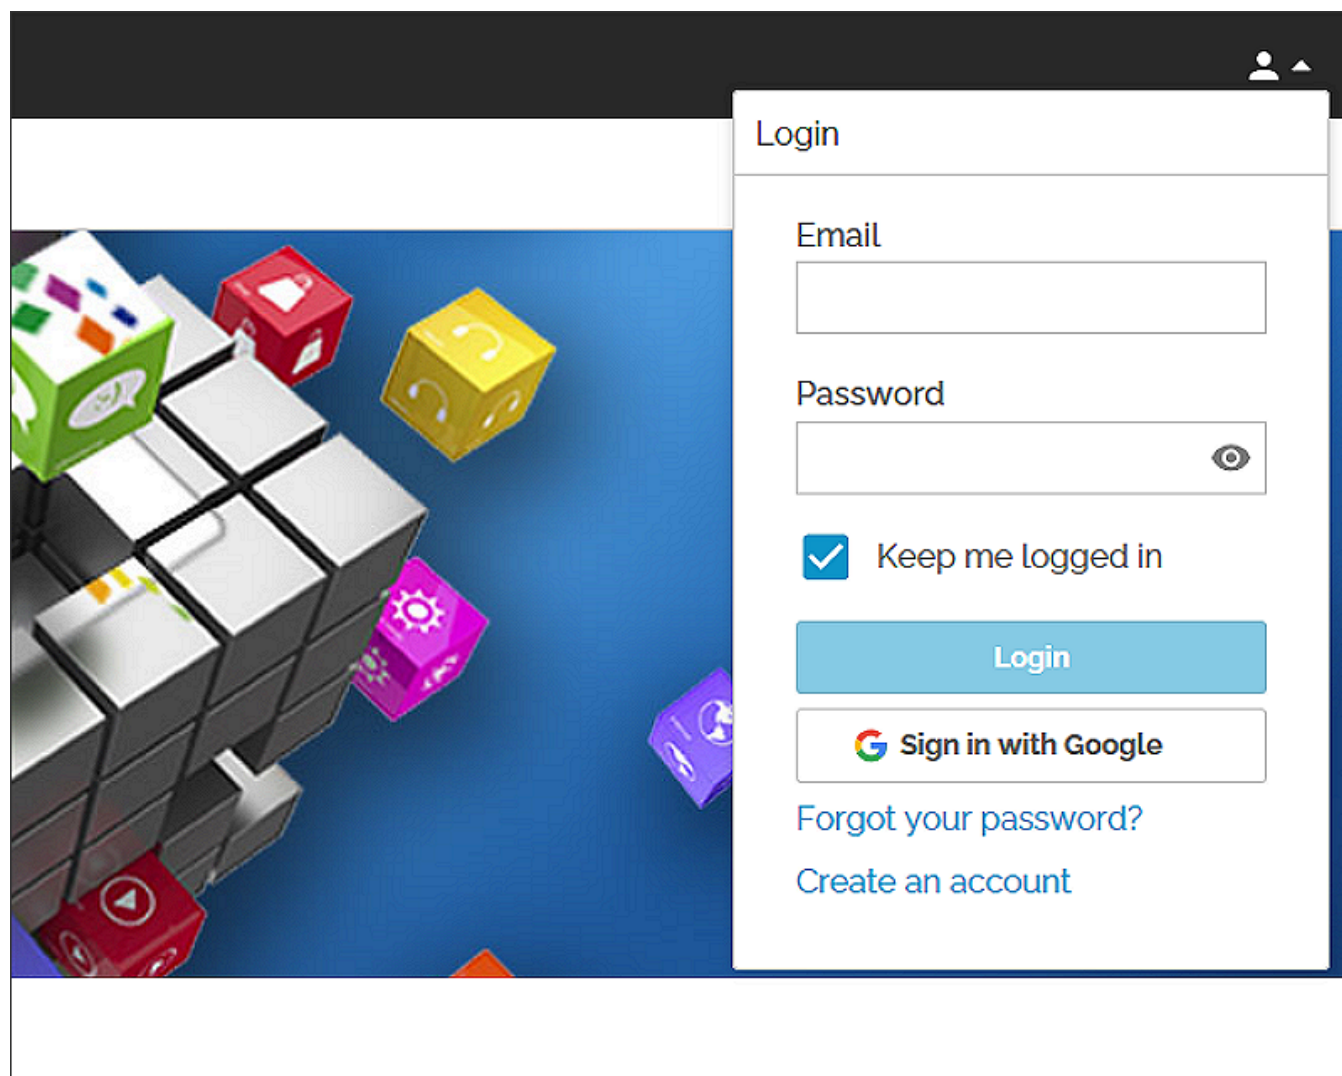 Login
Email
Password
Keep me logged in
Login
Sign in with Google
Forgot your password?
Create an account